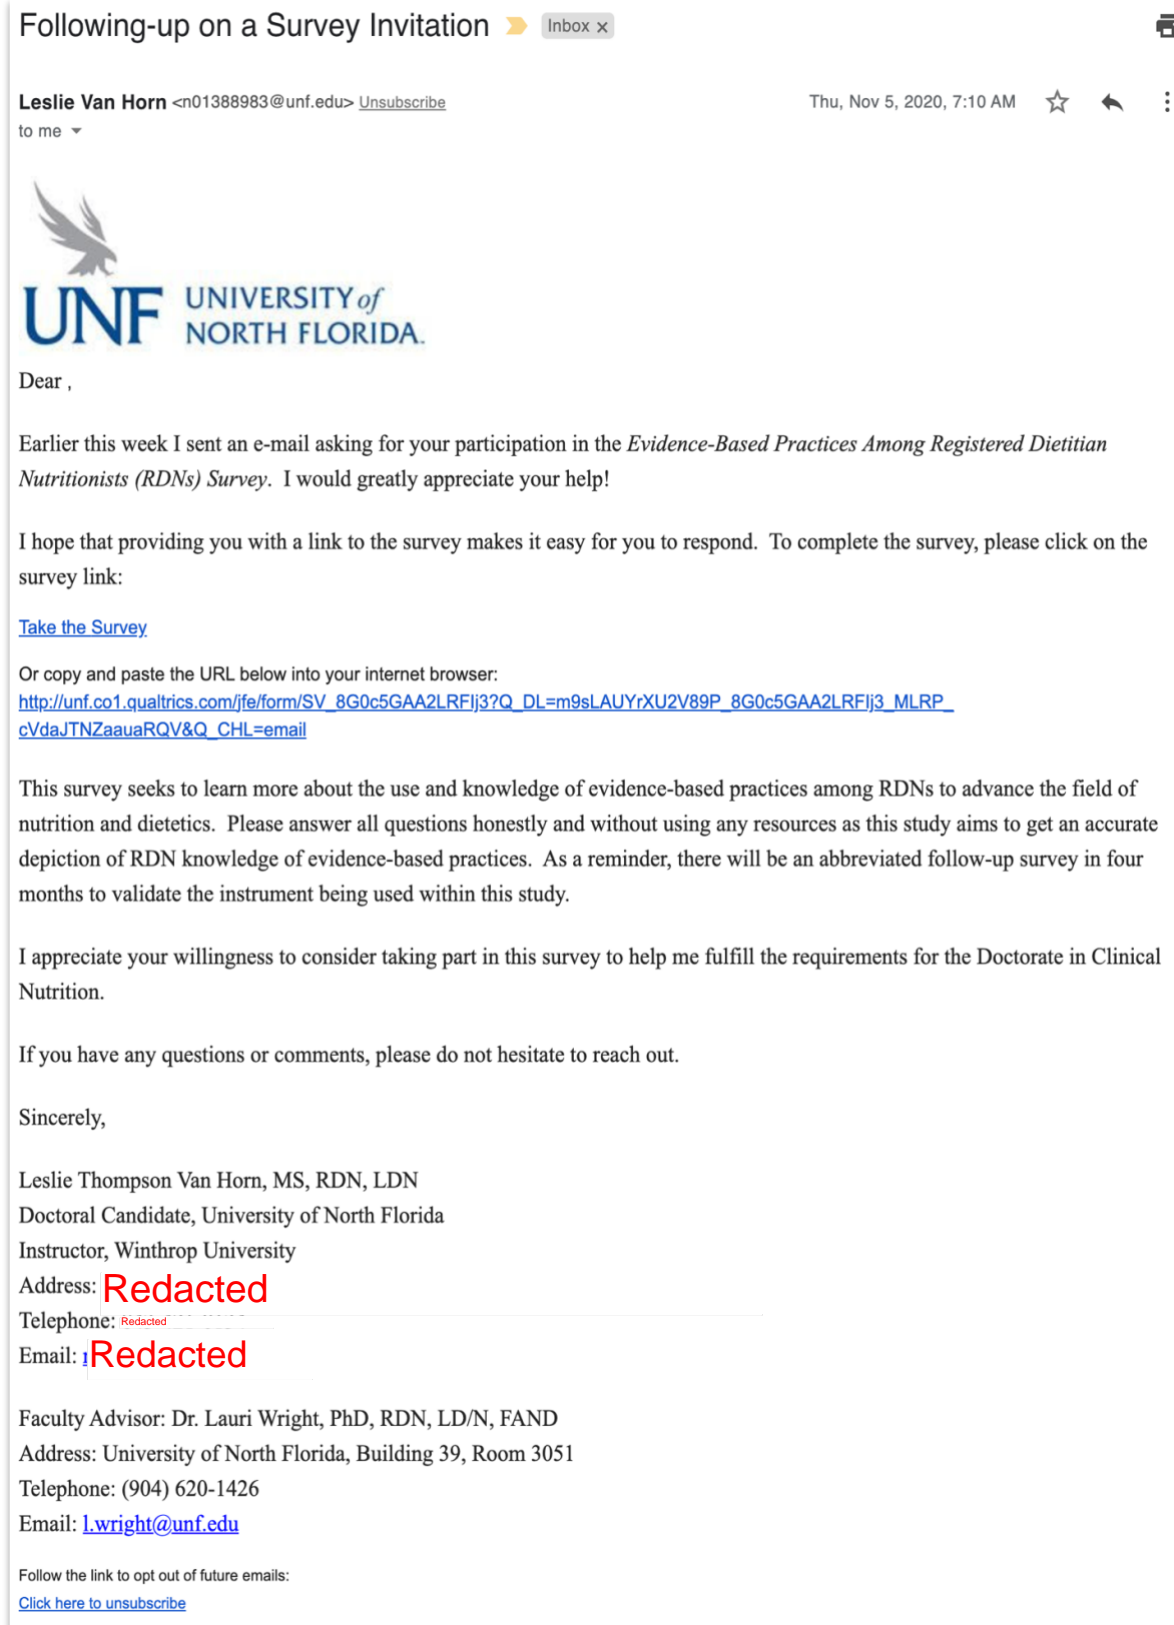 Following-up on a Survey Invitation Inbox x
Leslie Van Horn <n01388983@unf.edu> Unsubscribe Thu, Nov 5, 2020, 7:10 AM
to me
UNF UNIVERSITY of
NORTH FLORIDA.
Dear ,
Earlier this week I sent an e-mail asking for your participation in the Evidence-Based Practices Among Registered Dietitian
Nutritionists (RDNs) Survey. I would greatly appreciate your help!
I hope that providing you with a link to the survey makes it easy for you to respond. To complete the survey, please click on the
survey link:
Take the Survey
Or copy and paste the URL below into your internet browser:
http://unf.co1.qualtrics.com/jfe/form/SV_8G0c5GAA2LRFIj3?Q_DL=m9sLAUYrXU2V89P_8G0c5GAA2LRFIj3_MLRP_
cVdaJTNZaauaRQV&Q_CHL=email
This survey seeks to learn more about the use and knowledge of evidence-based practices among RDNs to advance the field of
nutrition and dietetics. Please answer all questions honestly and without using any resources as this study aims to get an accurate
depiction of RDN knowledge of evidence-based practices. As a reminder, there will be an abbreviated follow-up survey in four
months to validate the instrument being used within this study.
I appreciate your willingness to consider taking part in this survey to help me fulfill the requirements for the Doctorate in Clinical
Nutrition.
If you have any questions or comments, please do not hesitate to reach out.
Sincerely,
Leslie Thompson Van Horn, MS, RDN, LDN
Doctoral Candidate, University of North Florida
Instructor, Winthrop University
Address: Redacted
Telephone: Redacted
Email: Redacted
Faculty Advisor: Dr. Lauri Wright, PhD, RDN, LD/N, FAND
Address: University of North Florida, Building 39, Room 3051
Telephone: (904) 620-1426
Email: l.wright@unf.edu
Follow the link to opt out of future emails:
Click here to unsubscribe